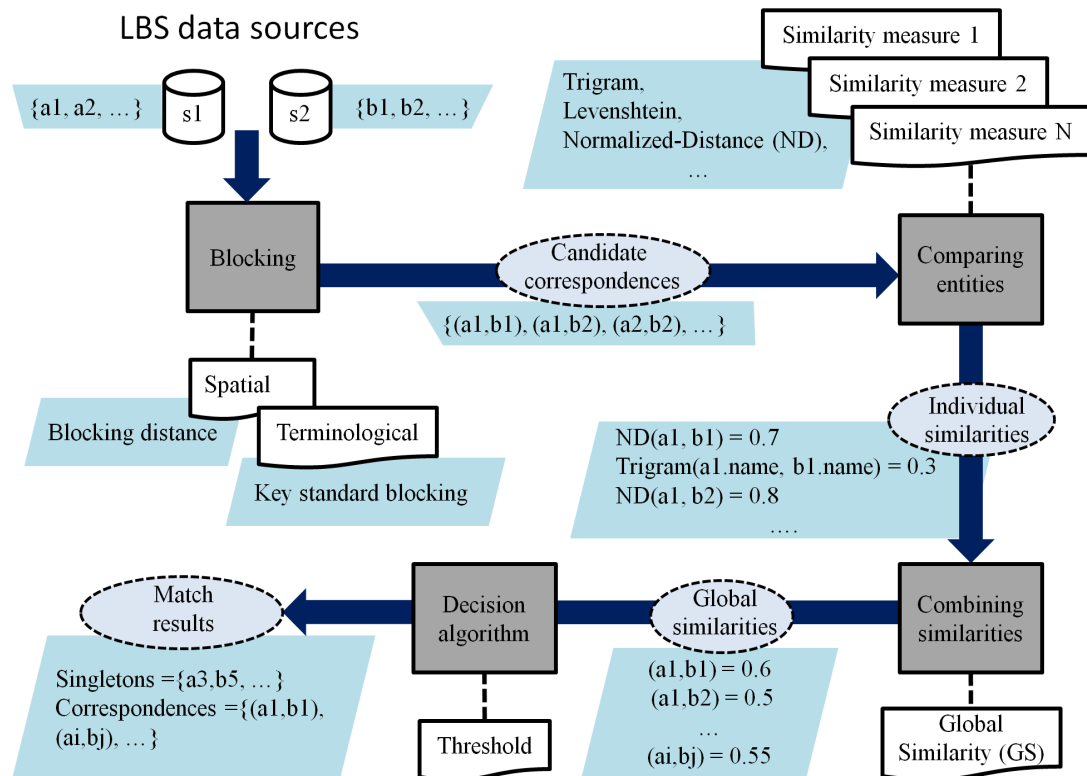 LBS data sources
{a1, a2, …}
s1
s2
{b1, b2, …}
Trigram,
Levenshtein,
Normalized-Distance (ND),
…
Similarity measure 1
Similarity measure 2
Similarity measure N
Blocking
Candidate
correspondences
{(a1,b1), (a1,b2), (a2,b2), …}
Comparing
entities
Spatial
Blocking distance
Terminological
Key standard blocking
Individual
similarities
ND(a1, b1) = 0.7
Trigram(a1.name, b1.name) = 0.3
ND(a1, b2) = 0.8
….
Match
results
Decision
algorithm
Global
similarities
Combining
similarities
Singletons ={a3,b5, …}
Correspondences ={(a1,b1),
(ai,bj), …}
Threshold
(a1,b1) = 0.6
(a1,b2) = 0.5
…
(ai,bj) = 0.55
Global
Similarity (GS)